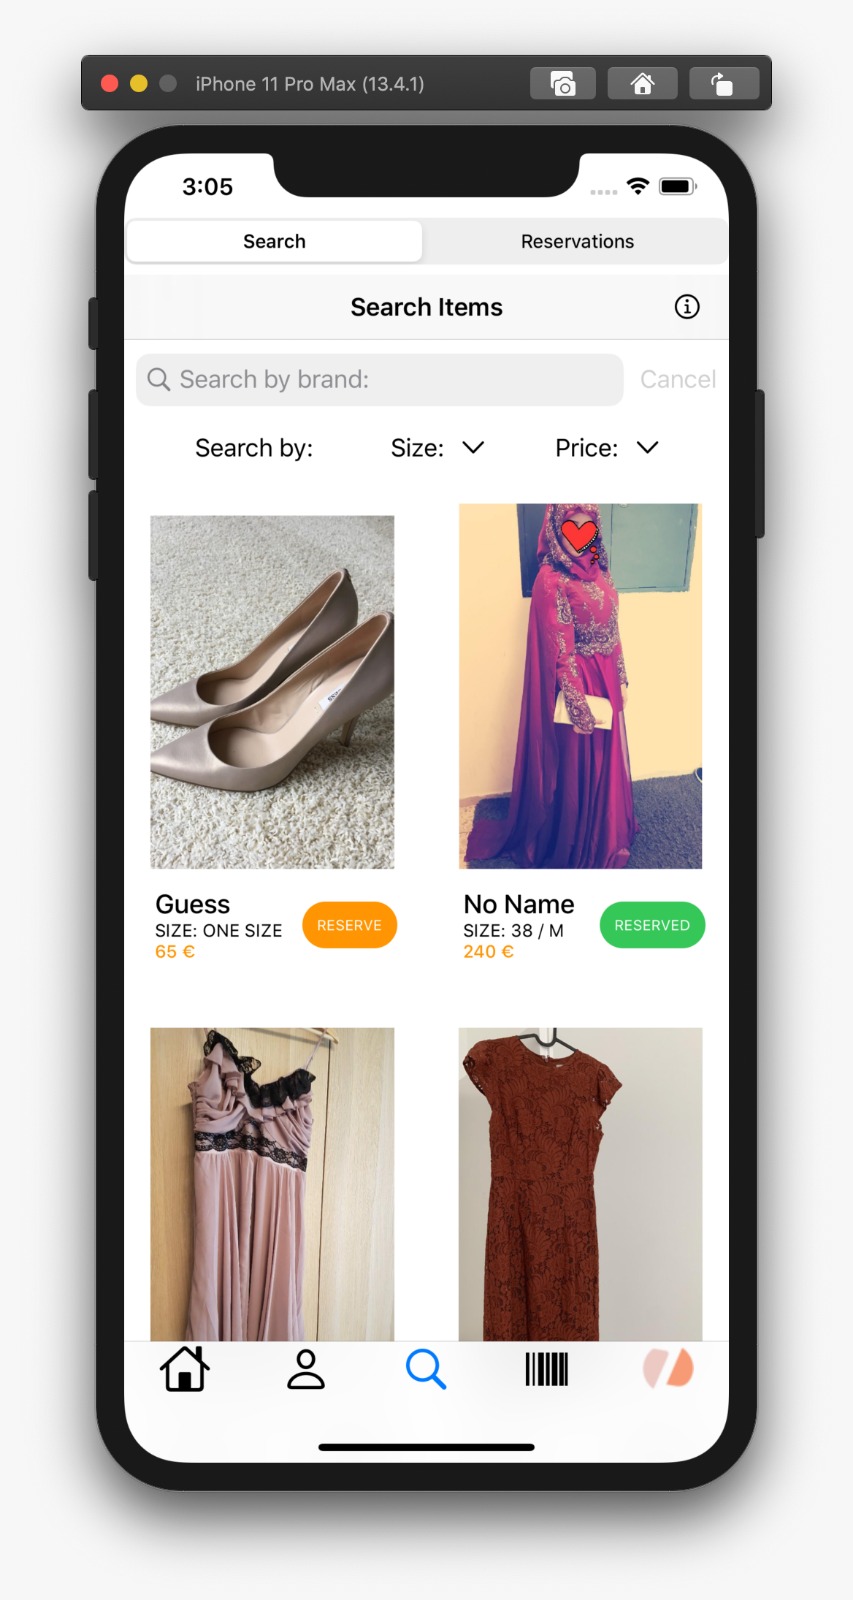 iPhone 11 Pro Max (13.4.1)
3:05
Search Reservations
Search Items
Search by brand: Cancel
Search by: Size: Price:
Guess
SIZE: ONE SIZE
65 €
RESERVE
No Name
SIZE: 38 / M
240 €
RESERVED